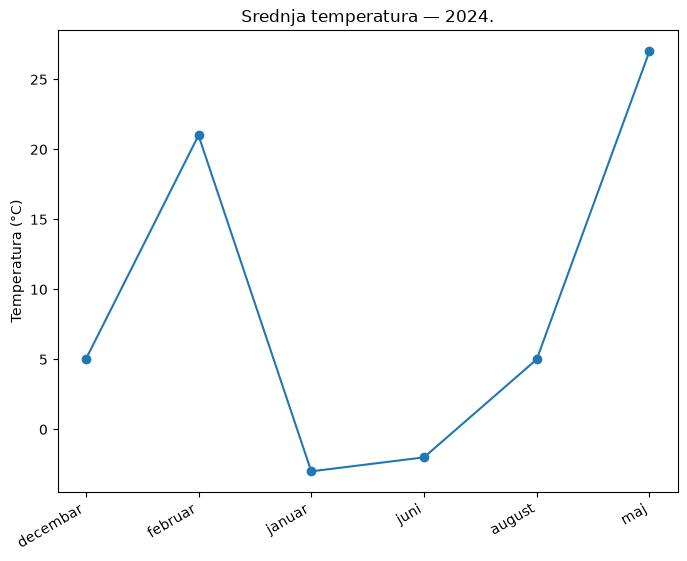 Srednja temperatura — 2024.
Temperatura (°C)
25
20
15
10
5
0
decembar
februar
januar
juni
august
maj